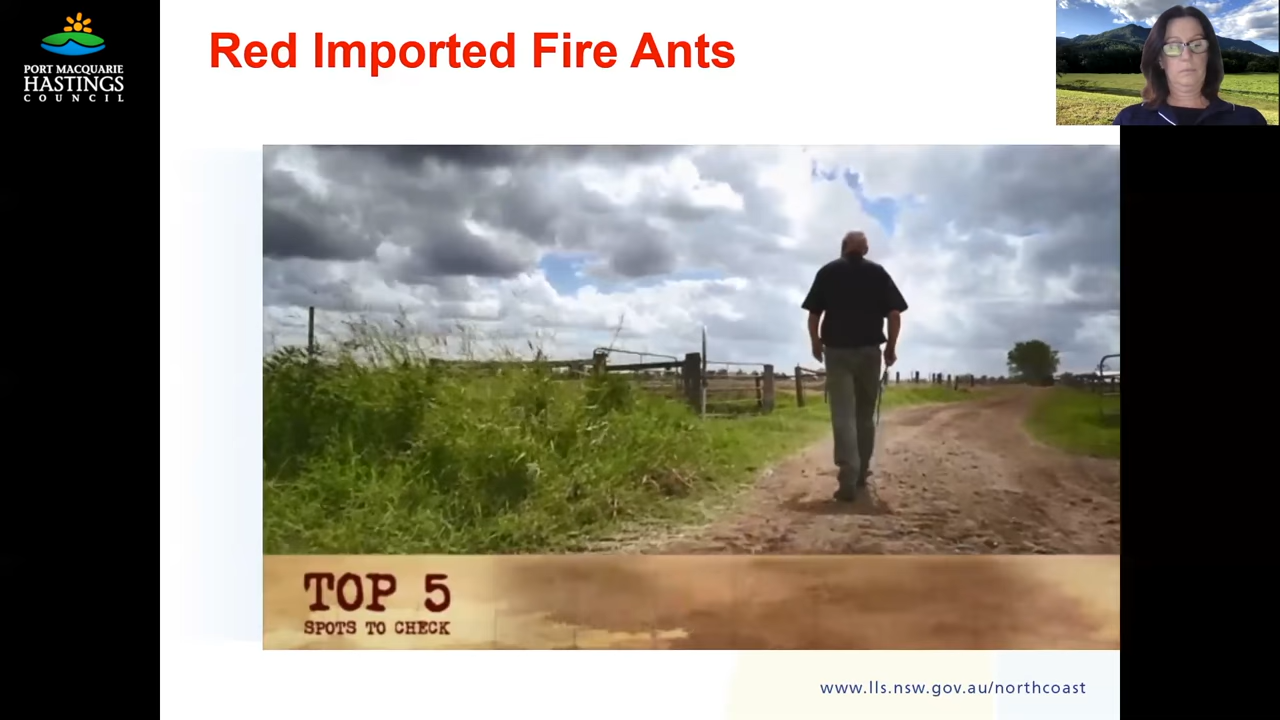 PORT MACQUARIE
HASTINGS
COUNCIL
Red Imported Fire Ants
TOP 5
SPOTS TO CHECK
www.lls.nsw.gov.au/northcoast